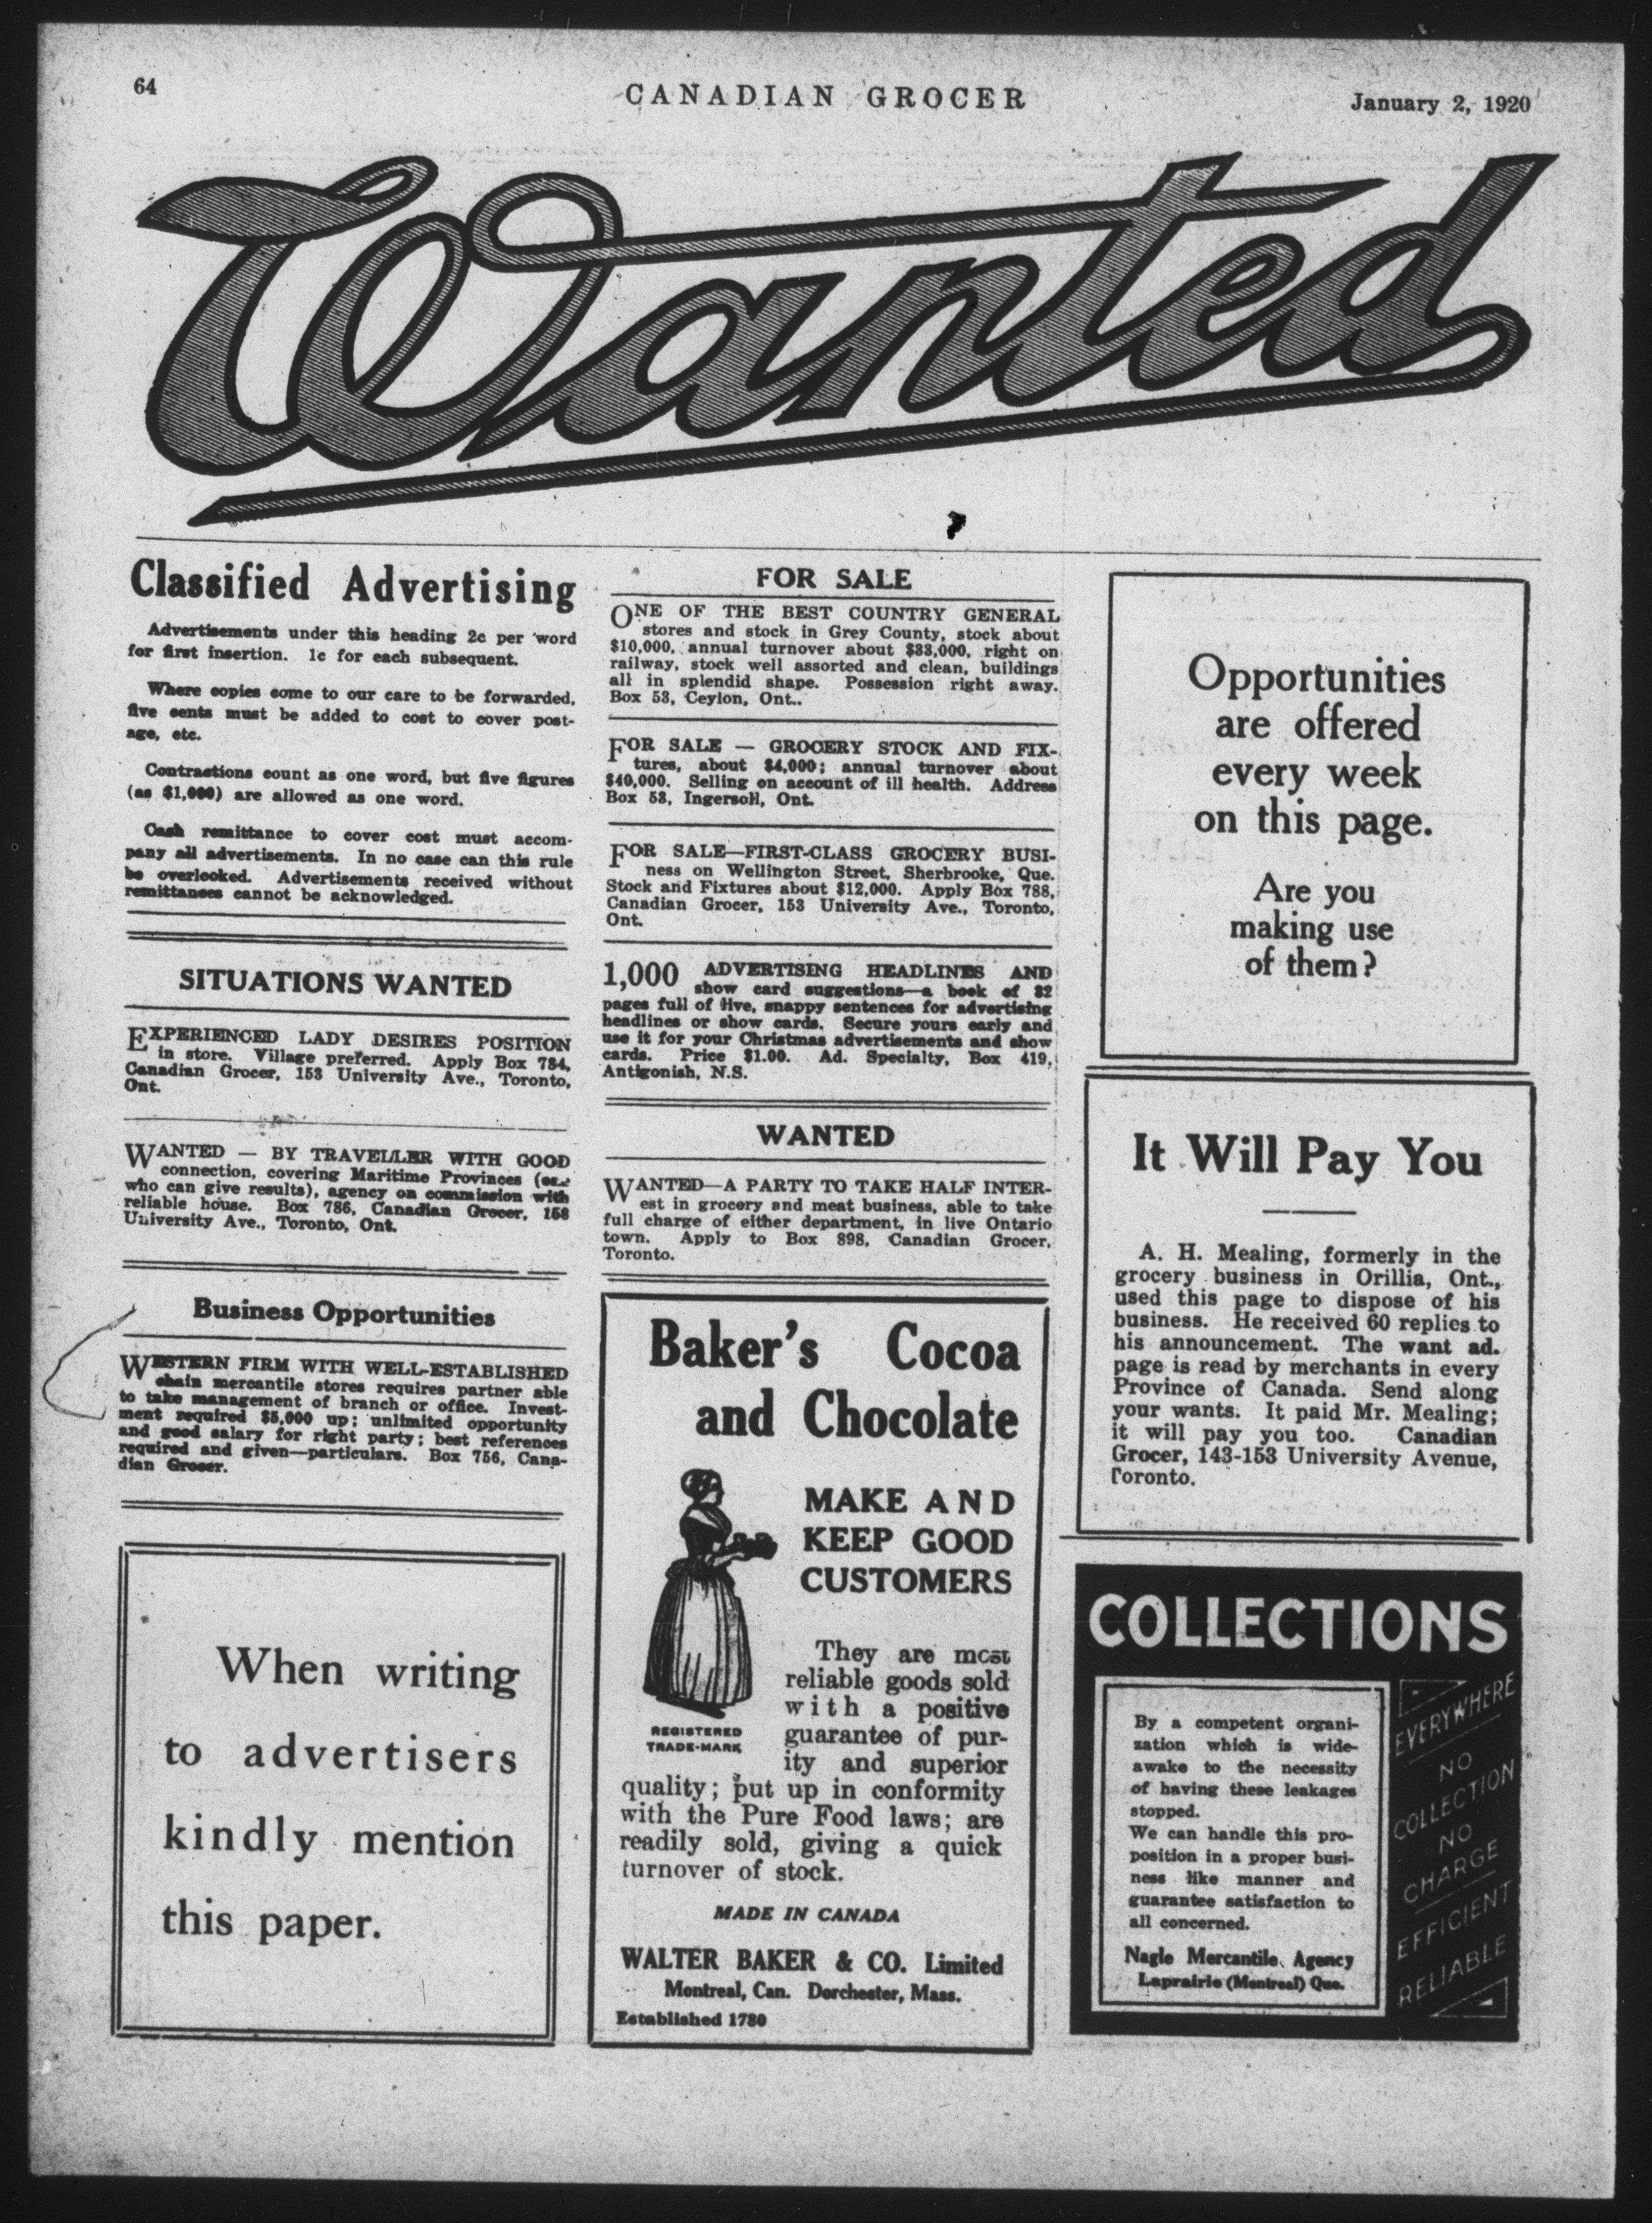 64
CANADIAN GROCER
January 2, 1920
Wanted
Classified Advertising
Advertisements under this heading 2c per word
for first insertion. 1c for each subsequent.
Where copies come to our care to be forwarded,
five cents must be added to cost to cover post-
age, etc.
Contractions count as one word, but five figures
(as $1,000) are allowed as one word.
Cash remittance to cover cost must accom-
pany all advertisements. In no case can this rule
be overlooked. Advertisements received without
remittances cannot be acknowledged.
SITUATIONS WANTED
EXPERIENCED LADY DESIRES POSITION
in store. Village preferred. Apply Box 784,
Canadian Grocer, 153 University Ave., Toronto,
Ont.
WANTED — BY TRAVELLER WITH GOOD
connection, covering Maritime Provinces (one
who can give results), agency on commission with
reliable house. Box 786, Canadian Grocer, 153
University Ave., Toronto, Ont.
Business Opportunities
WESTERN FIRM WITH WELL-ESTABLISHED
chain mercantile stores requires partner able
to take management of branch or office. Invest-
ment required $5,000 up; unlimited opportunity
and good salary for right party; best references
required and given—particulars. Box 756, Cana-
dian Grocer.
When writing
to advertisers
kindly mention
this paper.
FOR SALE
ONE OF THE BEST COUNTRY GENERAL
stores and stock in Grey County, stock about
$10,000, annual turnover about $33,000, right on
railway, stock well assorted and clean, buildings
all in splendid shape. Possession right away.
Box 53, Ceylon, Ont..
FOR SALE — GROCERY STOCK AND FIX-
tures, about $4,000; annual turnover about
$40,000. Selling on account of ill health. Address
Box 53, Ingersoll, Ont.
FOR SALE—FIRST-CLASS GROCERY BUSI-
ness on Wellington Street, Sherbrooke, Que.
Stock and Fixtures about $12,000. Apply Box 788,
Canadian Grocer, 153 University Ave., Toronto,
Ont.
1,000 ADVERTISING HEADLINES AND
show card suggestions—a book of 32
pages full of live, snappy sentences for advertising
headlines or show cards. Secure yours early and
use it for your Christmas advertisements and show
cards. Price $1.00. Ad. Specialty, Box 419,
Antigonish, N.S.
WANTED
WANTED—A PARTY TO TAKE HALF INTER-
est in grocery and meat business, able to take
full charge of either department, in live Ontario
town. Apply to Box 898, Canadian Grocer,
Toronto.
Baker's Cocoa
and Chocolate
MAKE AND
KEEP GOOD
CUSTOMERS
They are most
reliable goods sold
with a positive
guarantee of pur-
ity and superior
REGISTERED
TRADE-MARK
quality; put up in conformity
with the Pure Food laws; are
readily sold, giving a quick
turnover of stock.
MADE IN CANADA
WALTER BAKER & CO. Limited
Montreal, Can. Dorchester, Mass.
Established 1780
Opportunities
are offered
every week
on this page.
Are you
making use
of them?
It Will Pay You
A. H. Mealing, formerly in the
grocery business in Orillia, Ont.,
used this page to dispose of his
business. He received 60 replies to
his announcement. The want ad.
page is read by merchants in every
Province of Canada. Send along
your wants. It paid Mr. Mealing;
it will pay you too. Canadian
Grocer, 143-153 University Avenue,
Toronto.
COLLECTIONS
By a competent organi-
zation which is wide-
awake to the necessity
of having these leakages
stopped.
We can handle this pro-
position in a proper busi-
ness like manner and
guarantee satisfaction to
all concerned.
Nagle Mercantile Agency
Laprairie (Montreal) Que.
EVERYWHERE
NO
COLLECTION
NO
CHARGE
EFFICIENT
RELIABLE